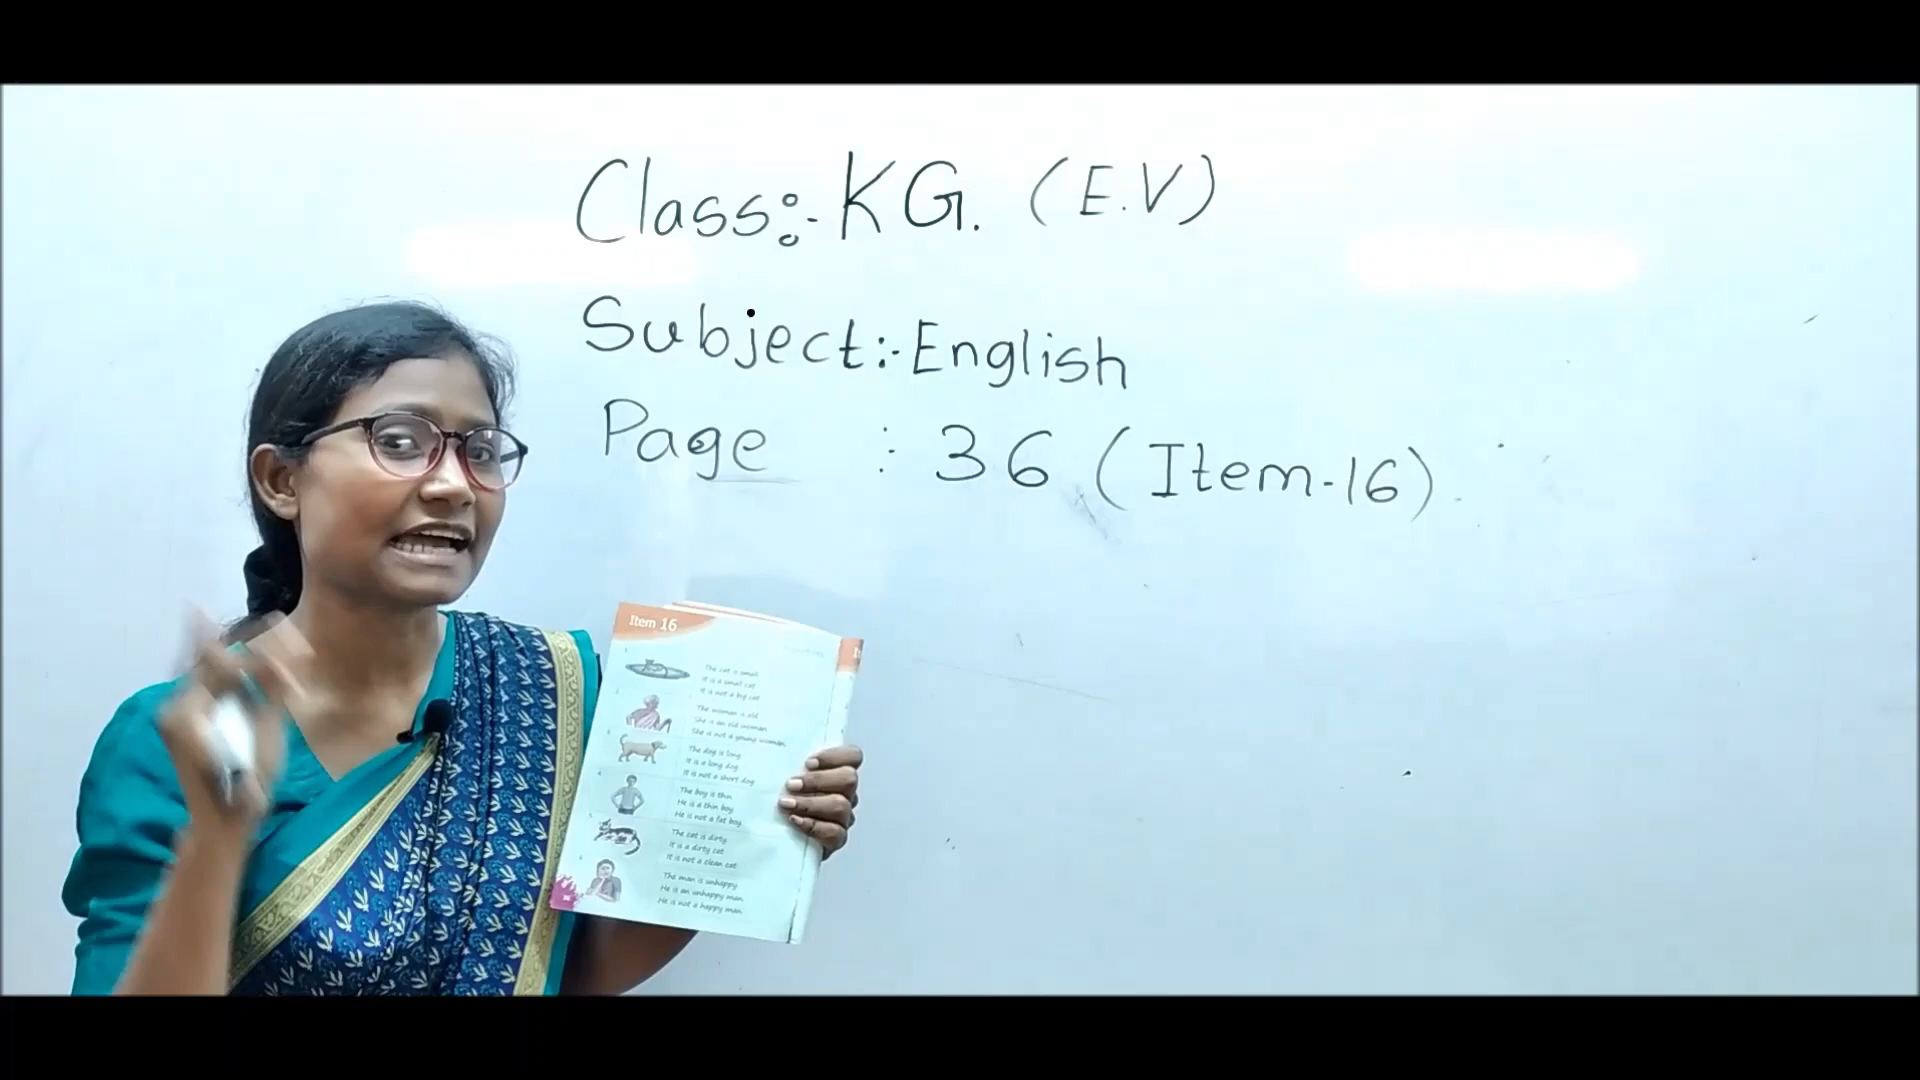 Class:- KG. (E.V)
Subject:- English
Page : 36 (Item-16)
Item 16
The cat is small
It is a small cat
It is not a big cat
The woman is old
She is an old woman
She is not a young woman
The dog is long
It is a long dog
It is not a short dog
The boy is thin
He is a thin boy
He is not a fat boy
The cat is dirty
It is a dirty cat
It is not a clean cat
The man is unhappy
He is an unhappy man
He is not a happy man